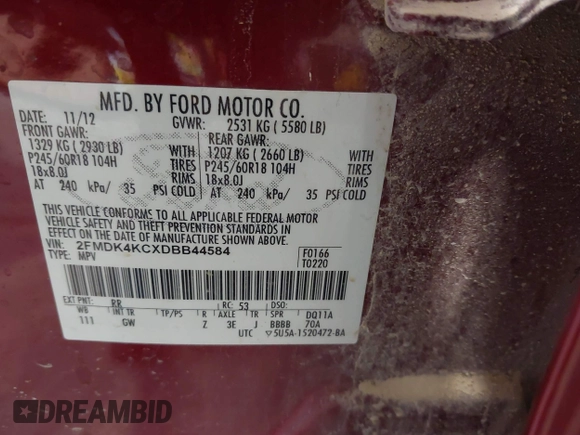 MFD. BY FORD MOTOR CO.
DATE: 11/12 GVWR: 2531 KG ( 5580 LB)
FRONT GAWR: REAR GAWR:
1329 KG ( 2930 LB) WITH 1207 KG ( 2660 LB) WITH
P245/60R18 104H TIRES P245/60R18 104H TIRES
18x8.0J RIMS 18x8.0J RIMS
AT 240 kPa/ 35 PSI COLD AT 240 kPa/ 35 PSI COLD
THIS VEHICLE CONFORMS TO ALL APPLICABLE FEDERAL MOTOR
VEHICLE SAFETY AND THEFT PREVENTION STANDARDS IN
EFFECT ON THE DATE OF MANUFACTURE SHOWN ABOVE.
VIN: 2FMDK4KCXDBB44584 F0166
TYPE: MPV T0220
EXT PNT: RR RC: 53 DSO:
WB INT TR TP/PS R AXLE TR SPR DQ11A
111 GW Z 3E J BBBB 70A
UTC ▽5U5A-1520472-BA
DREAMBID